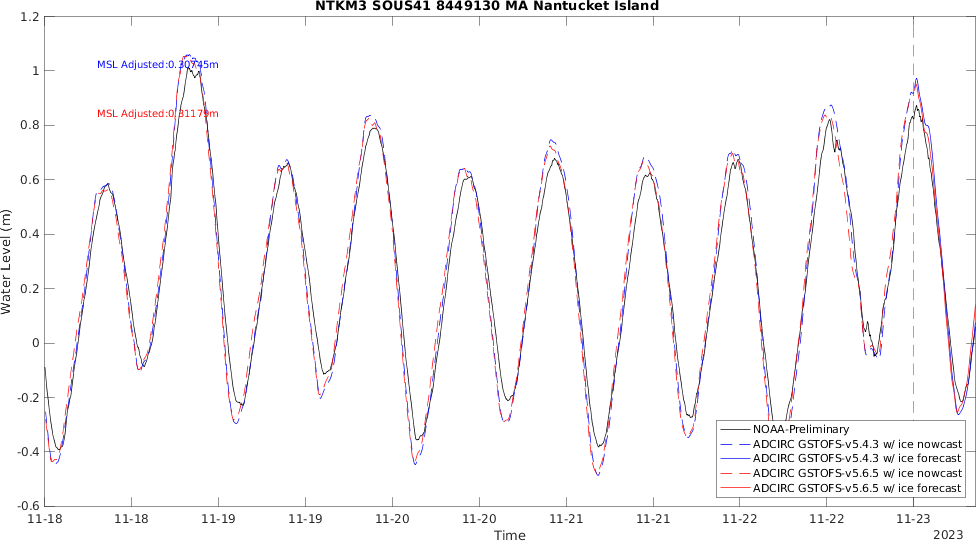 NTKM3 SOUS41 8449130 MA Nantucket Island
1.2
1
0.8
0.6
0.4
0.2
0
-0.2
-0.4
-0.6
Water Level (m)
MSL Adjusted:0.30745m
MSL Adjusted:0.31179m
NOAA-Preliminary
ADCIRC GSTOFS-v5.4.3 w/ ice nowcast
ADCIRC GSTOFS-v5.4.3 w/ ice forecast
ADCIRC GSTOFS-v5.6.5 w/ ice nowcast
ADCIRC GSTOFS-v5.6.5 w/ ice forecast
11-18 11-18 11-19 11-19 11-20 11-20 11-21 11-21 11-22 11-22 11-23
Time
2023